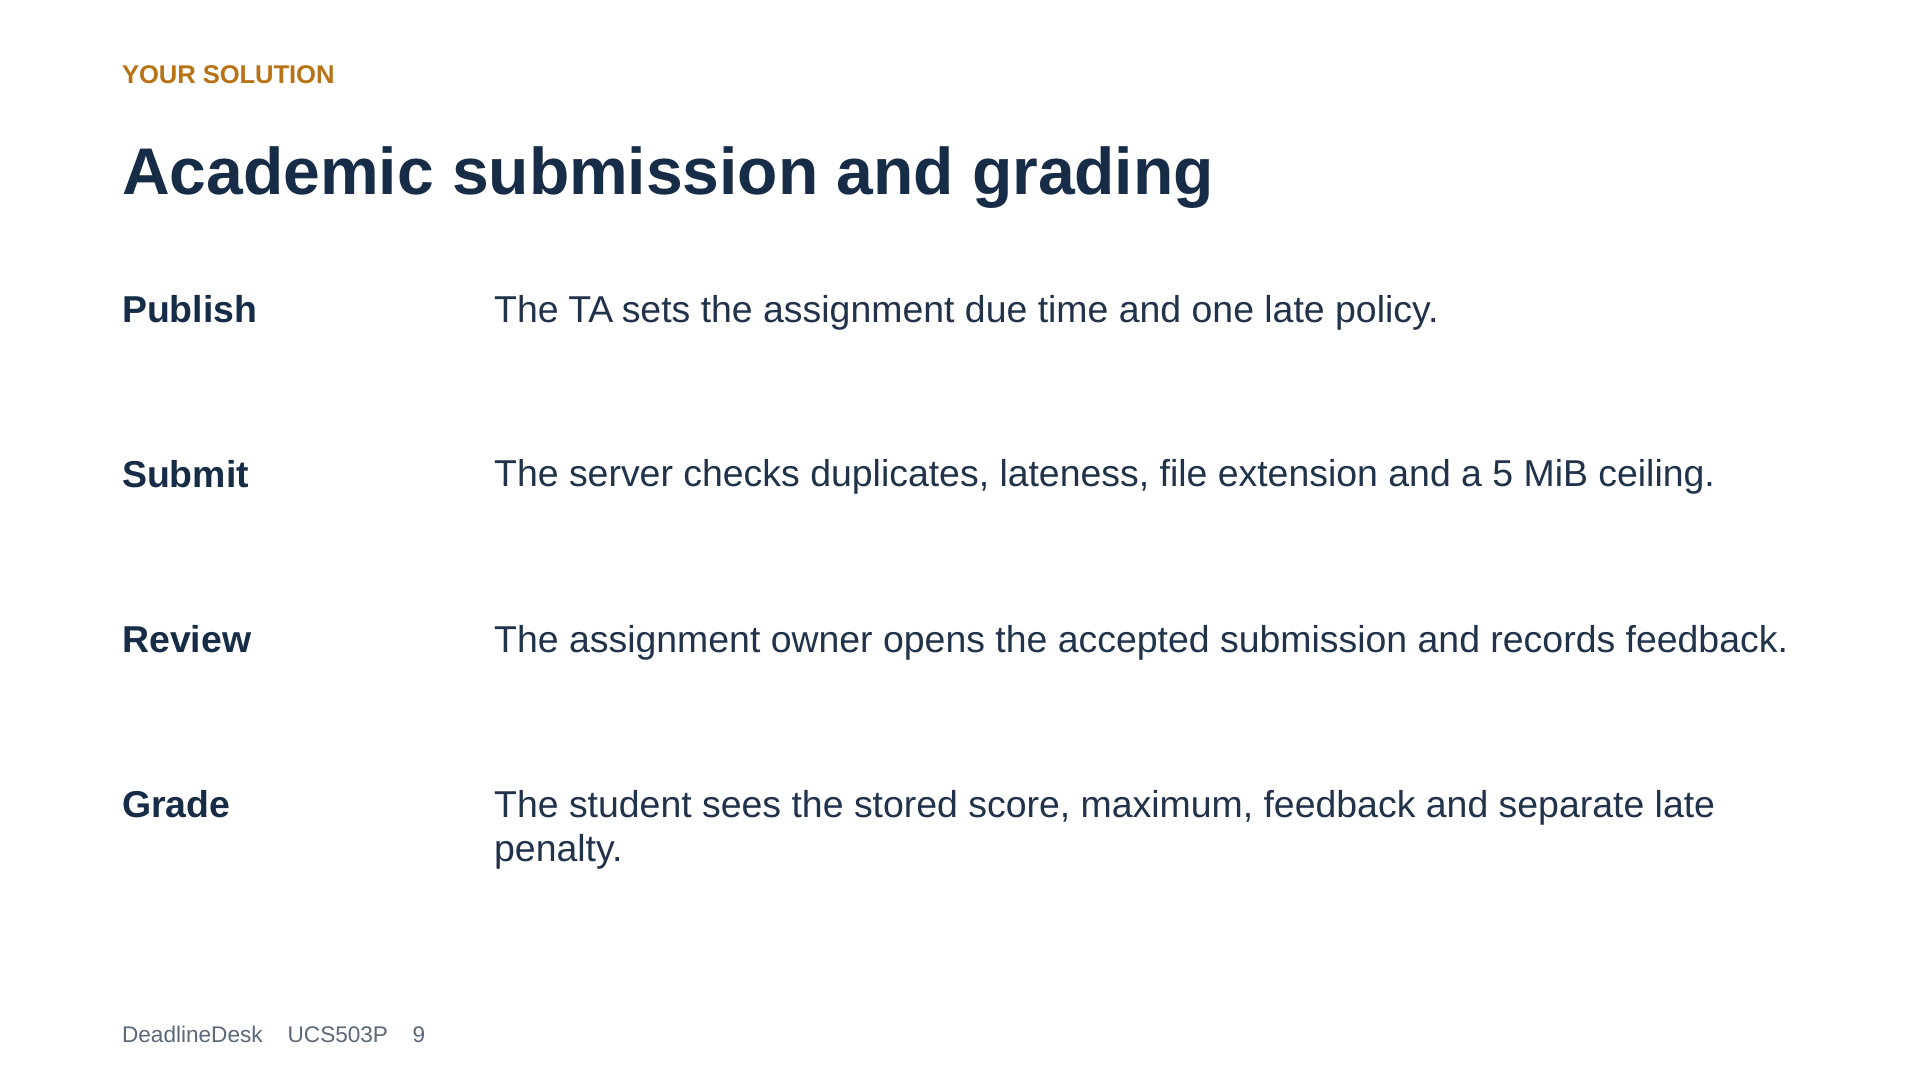 YOUR SOLUTION
Academic submission and grading
Publish The TA sets the assignment due time and one late policy.
Submit The server checks duplicates, lateness, file extension and a 5 MiB ceiling.
Review The assignment owner opens the accepted submission and records feedback.
Grade The student sees the stored score, maximum, feedback and separate late
penalty.
DeadlineDesk UCS503P 9